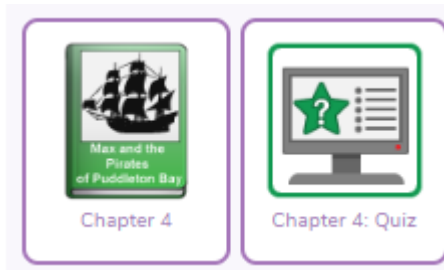 Max and the
Pirates
of Puddleton Bay
?
Chapter 4
Chapter 4: Quiz